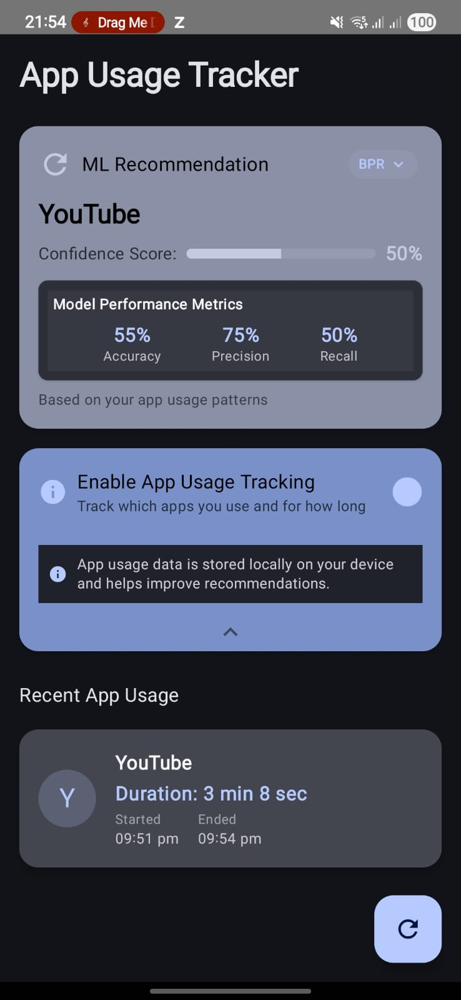 21:54 Drag Me Z 100
App Usage Tracker
ML Recommendation BPR
YouTube
Confidence Score: 50%
Model Performance Metrics
55% 75% 50%
Accuracy Precision Recall
Based on your app usage patterns
Enable App Usage Tracking
Track which apps you use and for how long
App usage data is stored locally on your device
and helps improve recommendations.
Recent App Usage
Y
YouTube
Duration: 3 min 8 sec
Started Ended
09:51 pm 09:54 pm